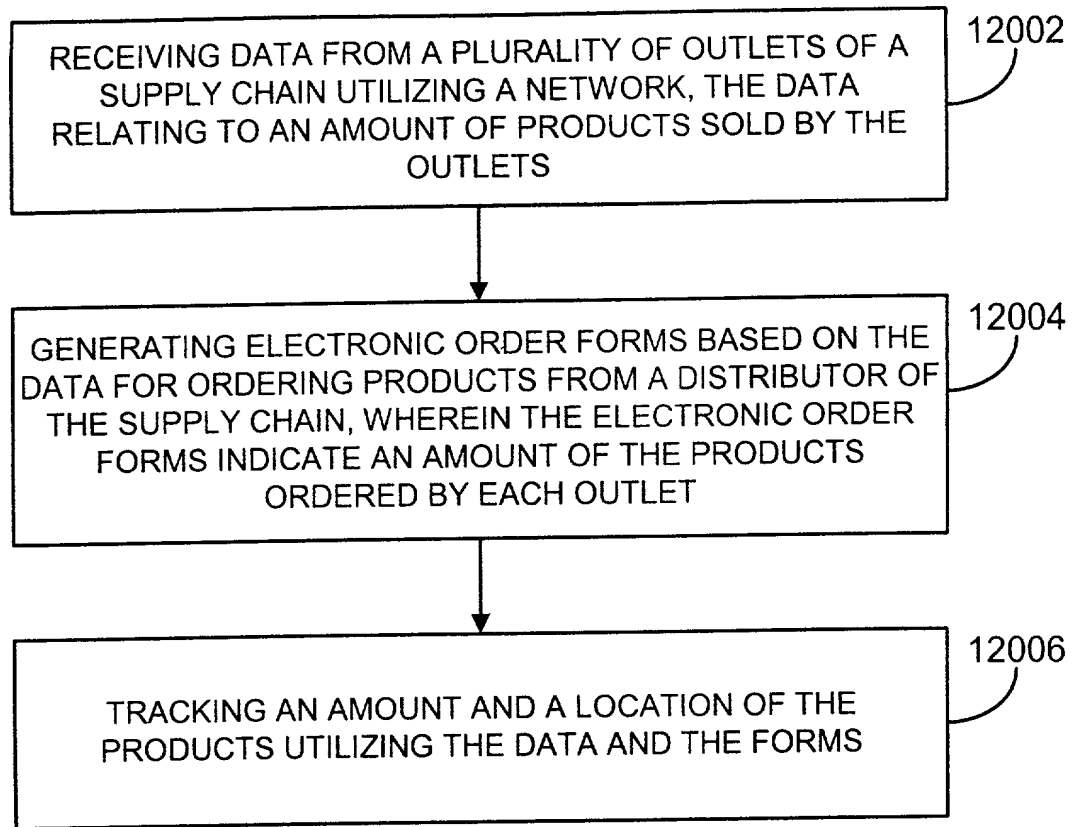 12002
RECEIVING DATA FROM A PLURALITY OF OUTLETS OF A
SUPPLY CHAIN UTILIZING A NETWORK, THE DATA
RELATING TO AN AMOUNT OF PRODUCTS SOLD BY THE
OUTLETS
12004
GENERATING ELECTRONIC ORDER FORMS BASED ON THE
DATA FOR ORDERING PRODUCTS FROM A DISTRIBUTOR OF
THE SUPPLY CHAIN, WHEREIN THE ELECTRONIC ORDER
FORMS INDICATE AN AMOUNT OF THE PRODUCTS
ORDERED BY EACH OUTLET
12006
TRACKING AN AMOUNT AND A LOCATION OF THE
PRODUCTS UTILIZING THE DATA AND THE FORMS